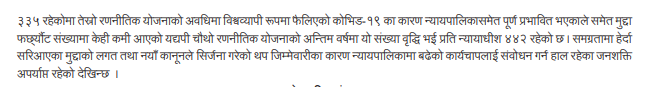 ३३५ रहेकोमा तेस्रो रणनीतिक योजनाको अवधिमा विश्वव्यापी रूपमा फैलिएको कोभिड-१९ का कारण न्यायपालिकासमेत पूर्ण प्रभावित भएकाले समेत मुद्दा
फछ्र्यौट संख्यामा केही कमी आएको यद्यपी चौथो रणनीतिक योजनाको अन्तिम वर्षमा यो संख्या वृद्धि भई प्रति न्यायाधीश ४४२ रहेको छ। समग्रतामा हेर्दा
सरिआएका मुद्दाको लगत तथा नयाँ कानूनले सिर्जना गरेको थप जिम्मेवारीका कारण न्यायपालिकामा बढेको कार्यचापलाई संवोधन गर्न हाल रहेका जनशक्ति
अपर्याप्त रहेको देखिन्छ ।